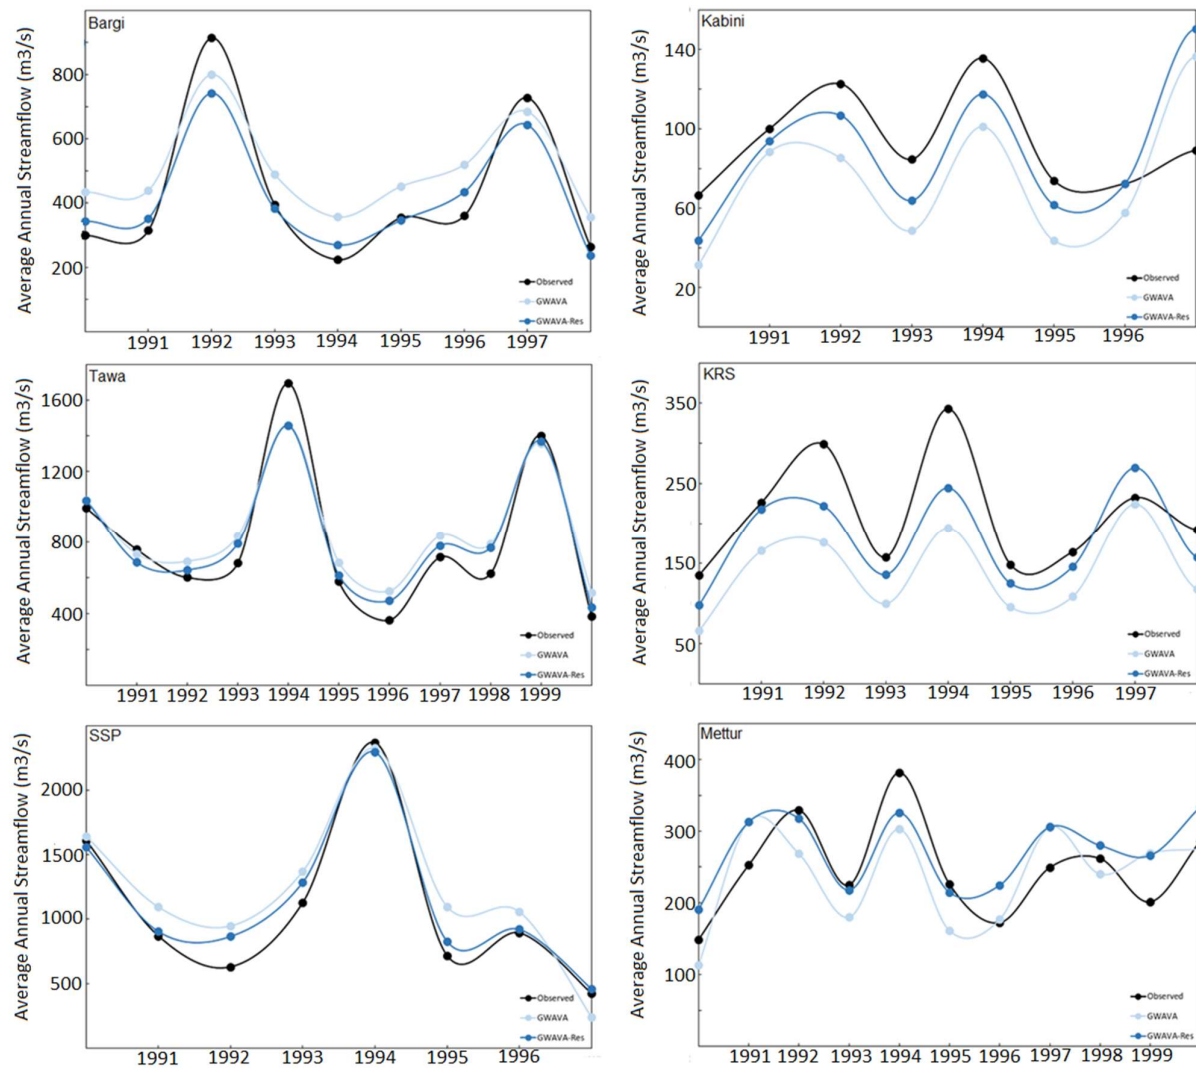 Bargi
Average Annual Streamflow (m3/s)
800
600
400
200
Observed
GWAVA
GWAVA-Res
1991 1992 1993 1994 1995 1996 1997
Kabini
Average Annual Streamflow (m3/s)
140
100
60
20
Observed
GWAVA
GWAVA-Res
1991 1992 1993 1994 1995 1996
Tawa
Average Annual Streamflow (m3/s)
1600
1200
800
400
Observed
GWAVA
GWAVA-Res
1991 1992 1993 1994 1995 1996 1997 1998 1999
KRS
Average Annual Streamflow (m3/s)
350
250
150
50
Observed
GWAVA
GWAVA-Res
1991 1992 1993 1994 1995 1996 1997
SSP
Average Annual Streamflow (m3/s)
2000
1500
1000
500
Observed
GWAVA
GWAVA-Res
1991 1992 1993 1994 1995 1996
Mettur
Average Annual Streamflow (m3/s)
400
300
200
100
Observed
GWAVA
GWAVA-Res
1991 1992 1993 1994 1995 1996 1997 1998 1999